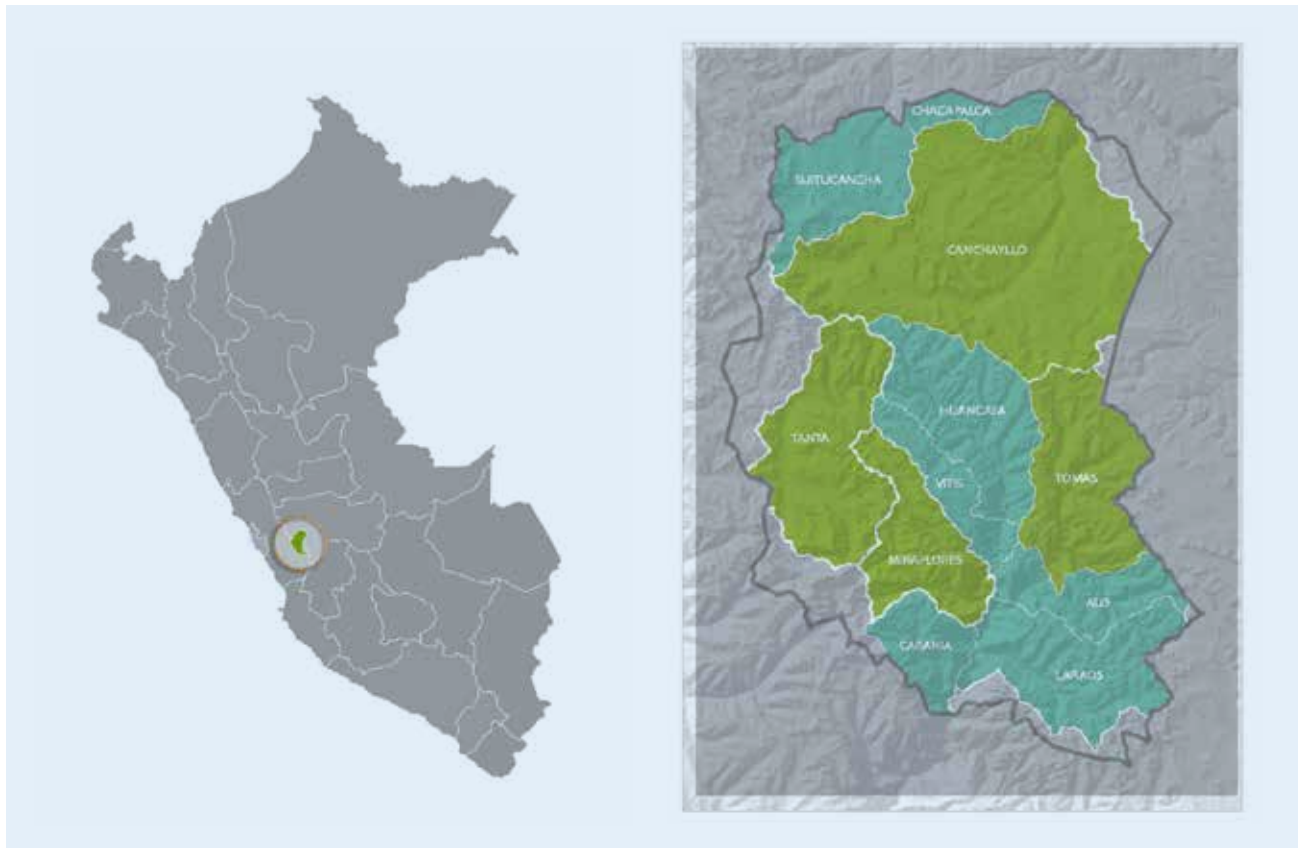 CHACAPALCA
SUITUCANCHA
CANCHAYLLO
HUANCAYA
TANTA
VITIS
TOMAS
MIRAFLORES
ALIS
CARANIA
LARAOS